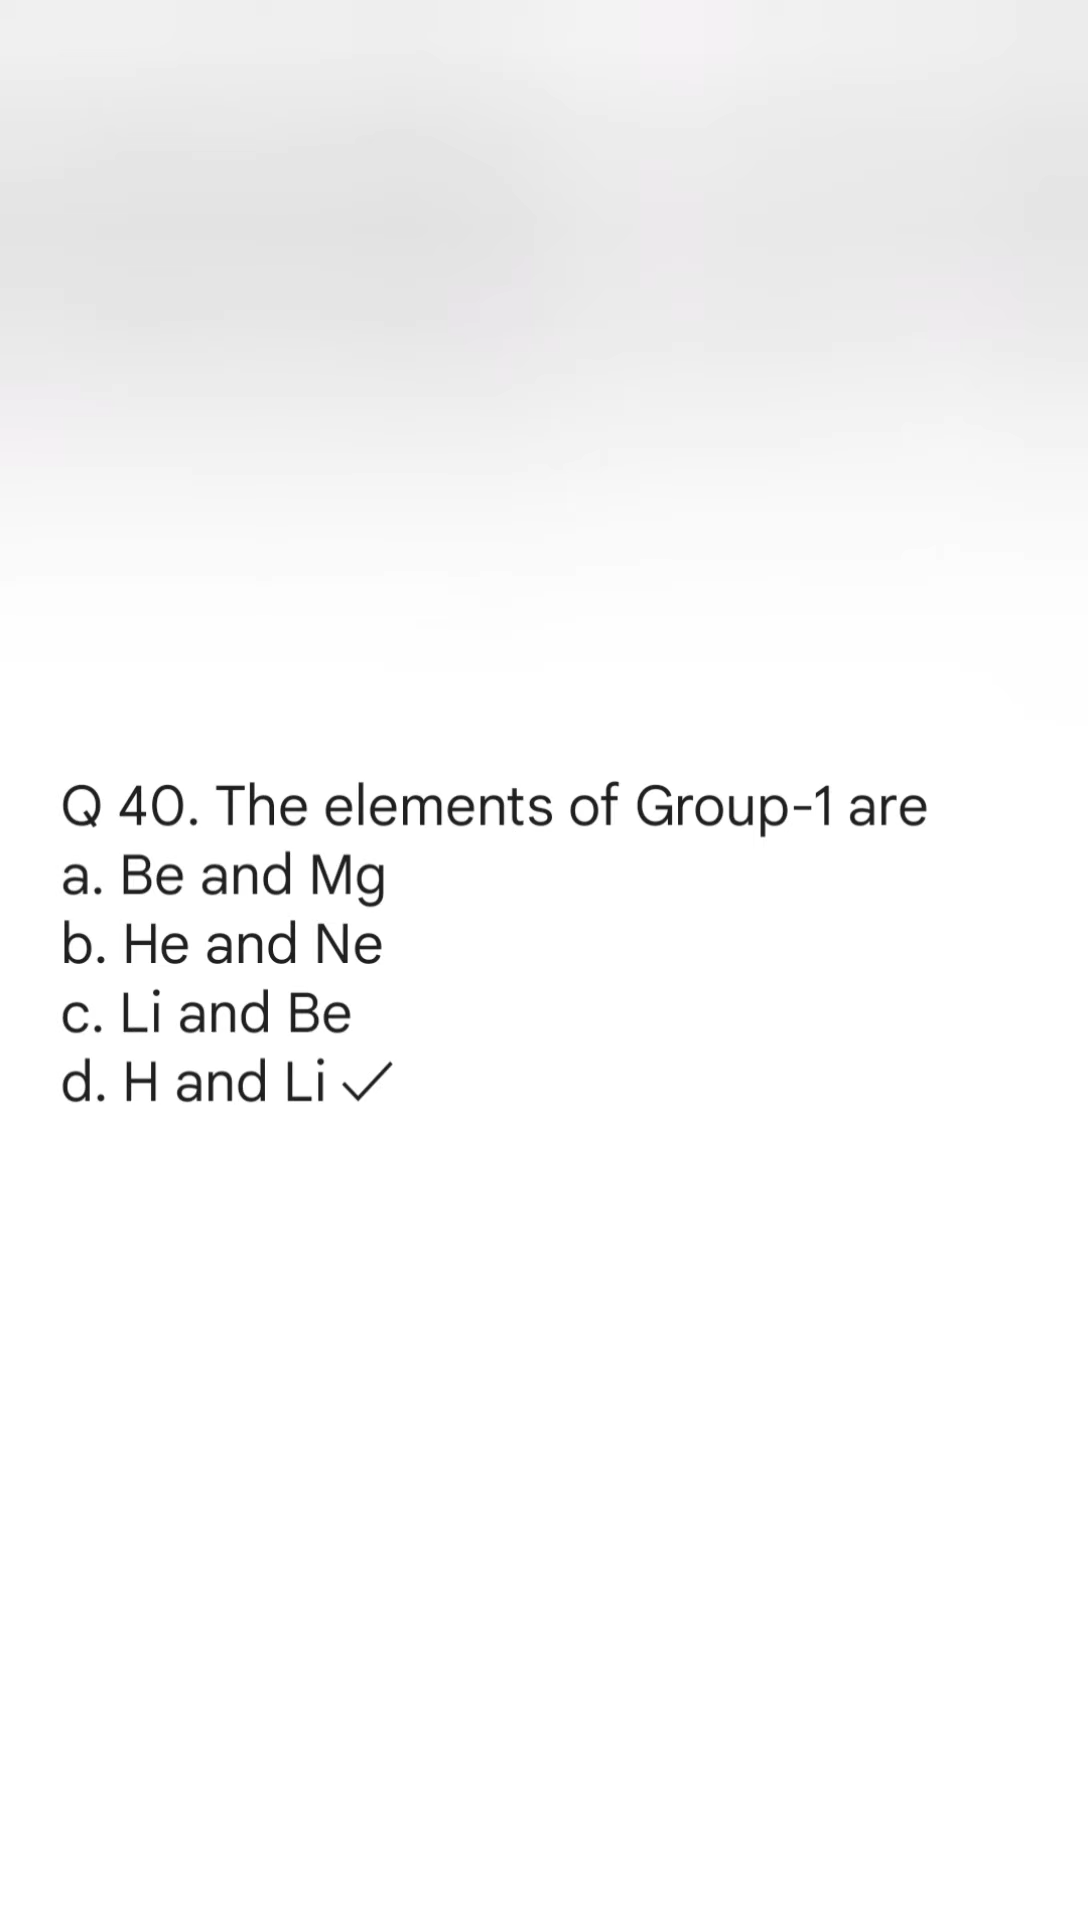 Q 40. The elements of Group-1 are
a. Be and Mg
b. He and Ne
c. Li and Be
d. H and Li ✓